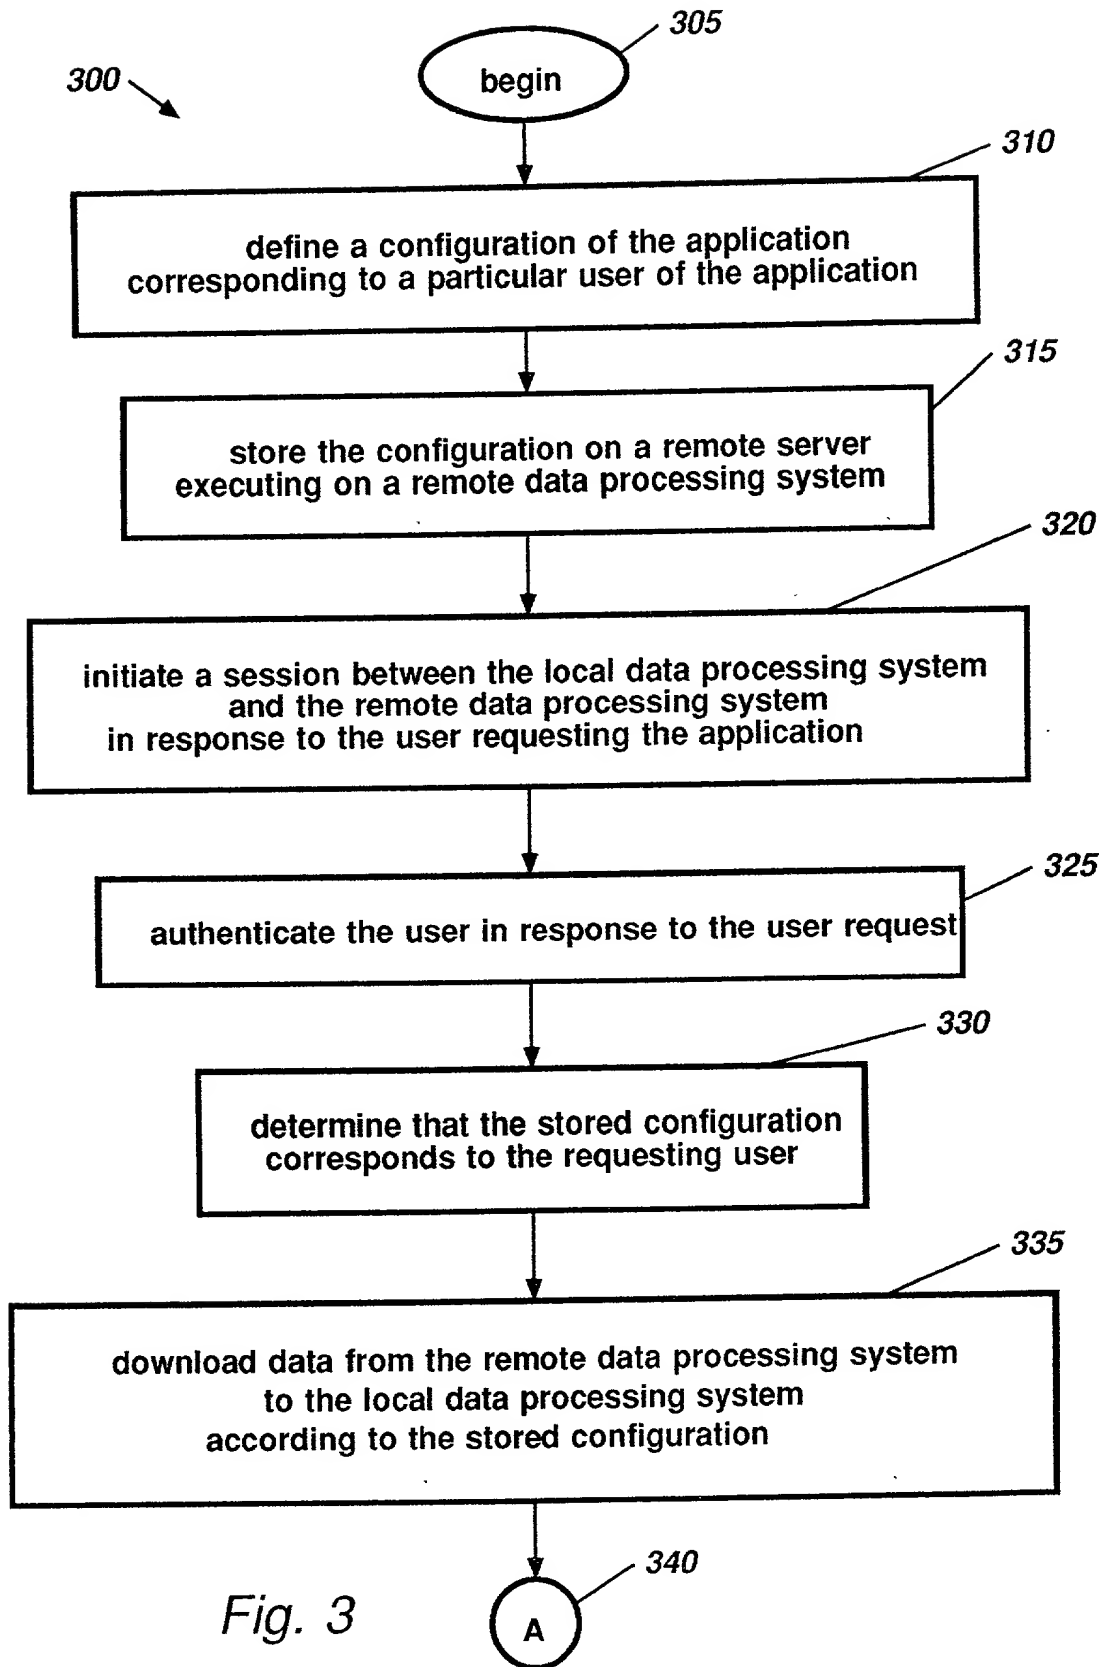 305
begin
300
310
define a configuration of the application
corresponding to a particular user of the application
315
store the configuration on a remote server
executing on a remote data processing system
320
initiate a session between the local data processing system
and the remote data processing system
in response to the user requesting the application
325
authenticate the user in response to the user request
330
determine that the stored configuration
corresponds to the requesting user
335
download data from the remote data processing system
to the local data processing system
according to the stored configuration
340
A
Fig. 3